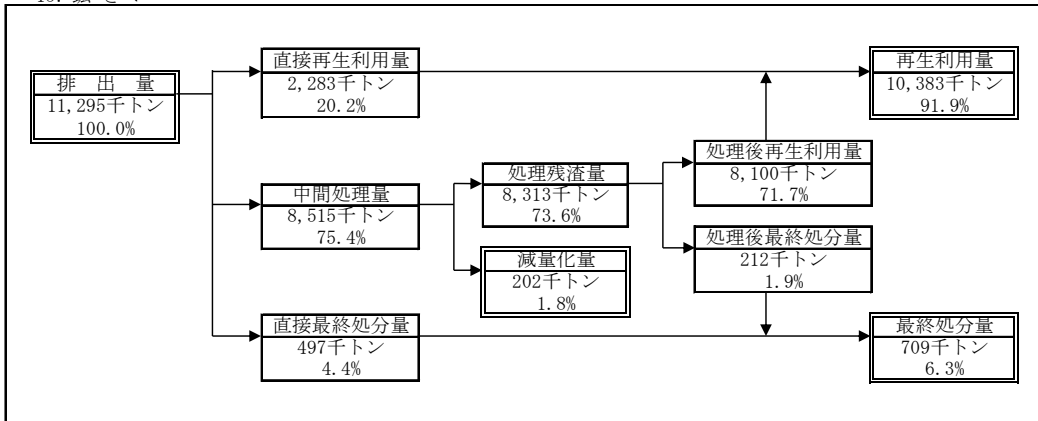 排 出 量
11,295千トン
100.0%
直接再生利用量
2,283千トン
20.2%
中間処理量
8,515千トン
75.4%
直接最終処分量
497千トン
4.4%
処理残渣量
8,313千トン
73.6%
減量化量
202千トン
1.8%
処理後再生利用量
8,100千トン
71.7%
処理後最終処分量
212千トン
1.9%
再生利用量
10,383千トン
91.9%
最終処分量
709千トン
6.3%